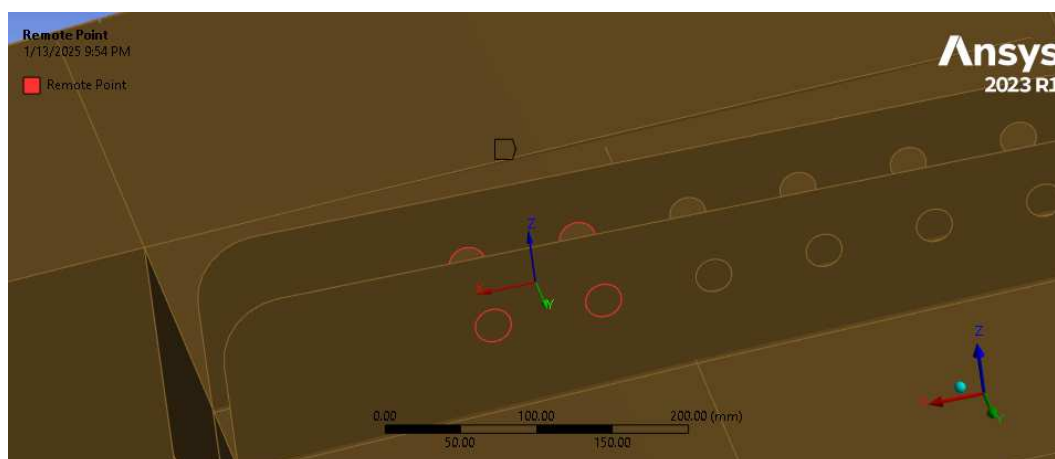 Remote Point
1/13/2025 9:54 PM
Remote Point
Ansys
2023 R1
Z
X
Y
Z
X
Y
0.00 100.00 200.00 (mm)
50.00 150.00